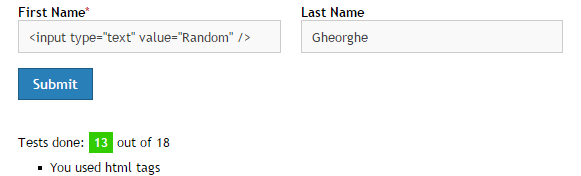 First Name* Last Name
<input type="text" value="Random" /> Gheorghe
Submit
Tests done: 13 out of 18
You used html tags